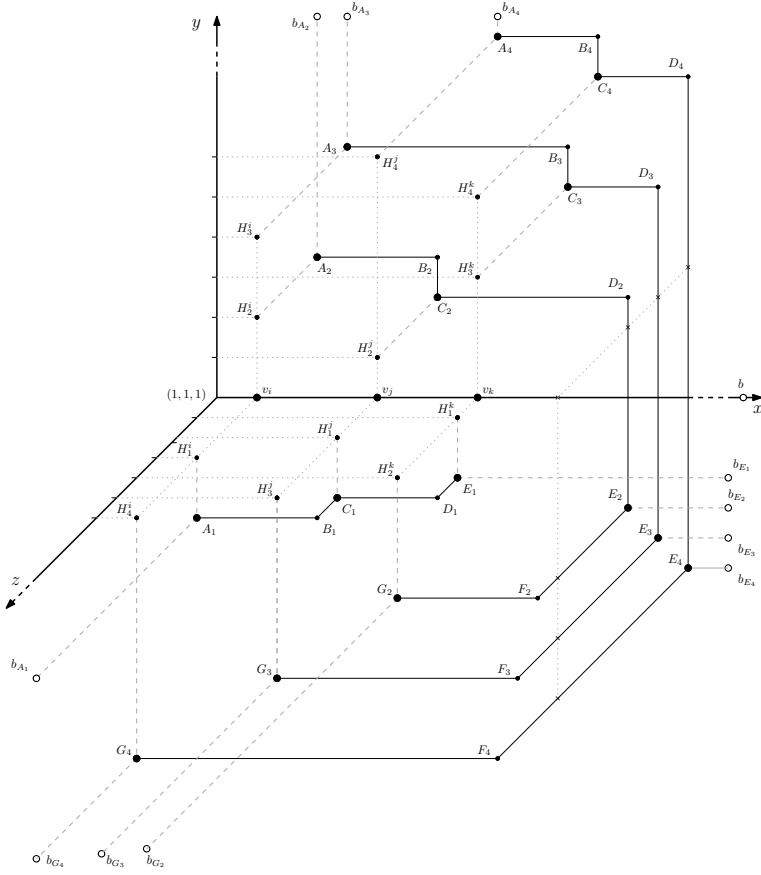 b_{A_3} b_{A_4}
y b_{A_2}
A_4 B_4
D_4
C_4
A_3 B_3
H_4^j D_3
H_4^k C_3
H_3^i
A_2 B_2 H_3^k
D_2
H_2^i C_2
H_2^j
(1,1,1) v_i v_j v_k b
x
H_1^k
H_1^j
H_1^i
H_2^k b_{E_1}
H_3^j E_1 E_2 b_{E_2}
H_4^i C_1 D_1
A_1 B_1 E_3
b_{E_3}
E_4
z b_{E_4}
G_2 F_2
b_{A_1} G_3 F_3
G_4 F_4
b_{G_4} b_{G_3} b_{G_2}